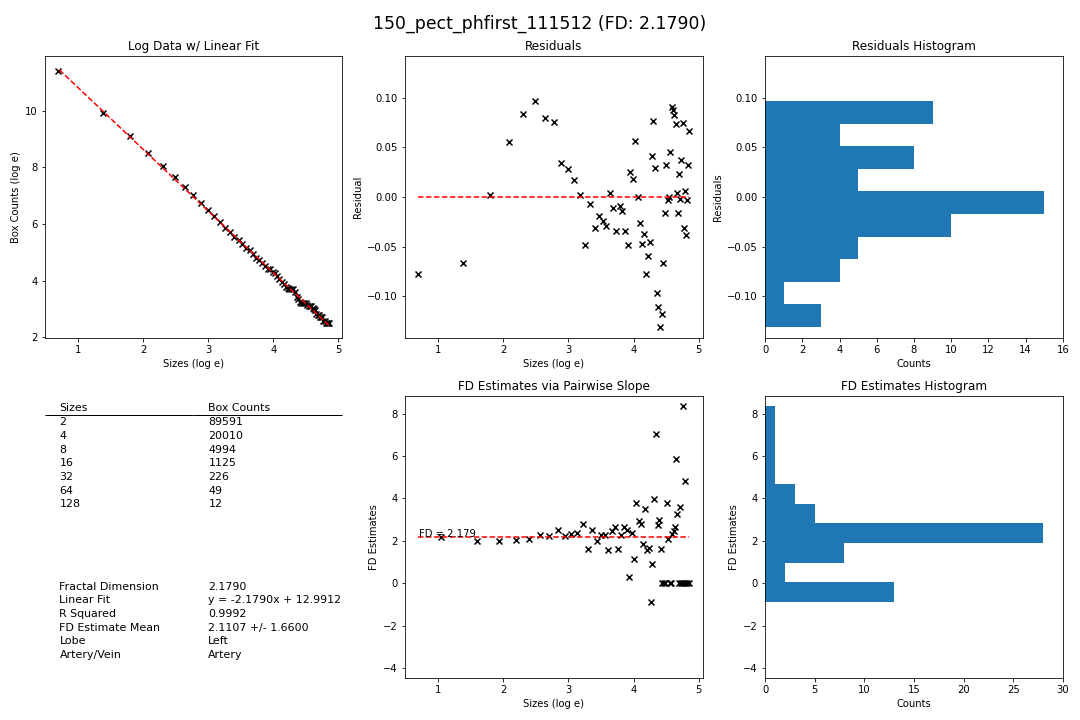 150_pect_phfirst_111512 (FD: 2.1790)
Log Data w/ Linear Fit
Box Counts (log e)
10
8
6
4
2
1 2 3 4 5
Sizes (log e)
Residuals
Residual
0.10
0.05
0.00
−0.05
−0.10
1 2 3 4 5
Sizes (log e)
Residuals Histogram
Residuals
0.10
0.05
0.00
−0.05
−0.10
0 2 4 6 8 10 12 14 16
Counts
Sizes Box Counts
2 89591
4 20010
8 4994
16 1125
32 226
64 49
128 12
Fractal Dimension 2.1790
Linear Fit y = -2.1790x + 12.9912
R Squared 0.9992
FD Estimate Mean 2.1107 +/- 1.6600
Lobe Left
Artery/Vein Artery
FD Estimates via Pairwise Slope
FD Estimates
8
6
4
2
0
−2
−4
FD = 2.179
1 2 3 4 5
Sizes (log e)
FD Estimates Histogram
FD Estimates
8
6
4
2
0
−2
−4
0 5 10 15 20 25 30
Counts